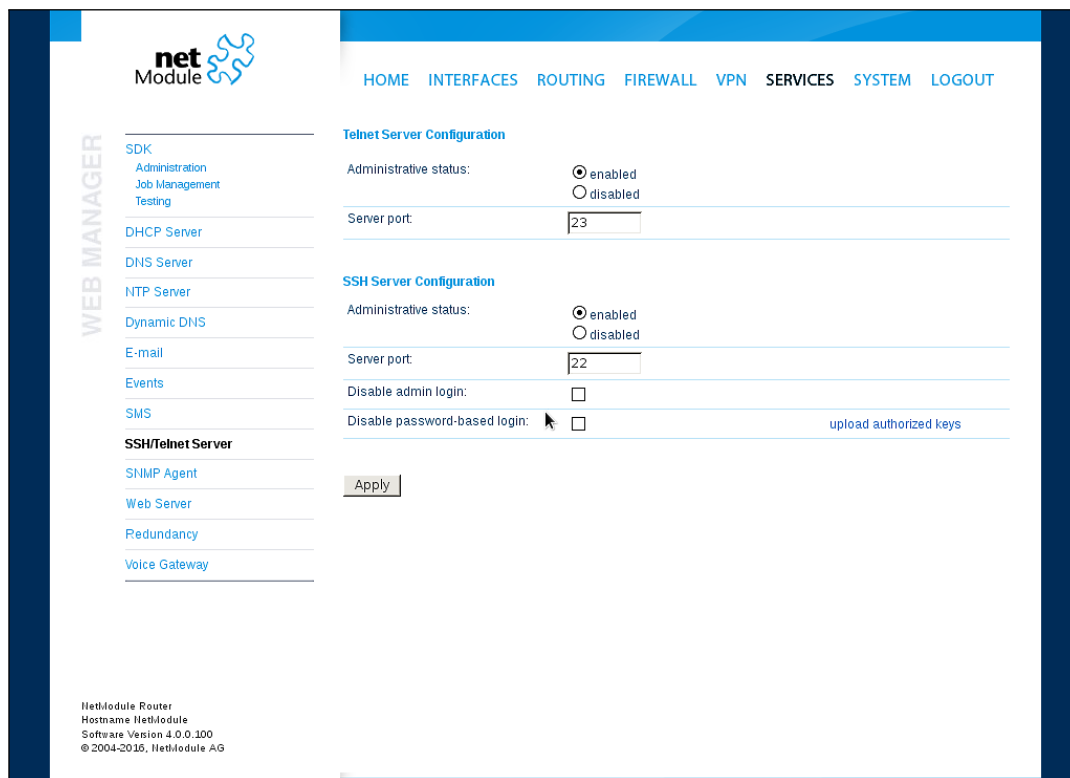 net
Module
HOME INTERFACES ROUTING FIREWALL VPN SERVICES SYSTEM LOGOUT
WEB MANAGER
SDK
Administration
Job Management
Testing
DHCP Server
DNS Server
NTP Server
Dynamic DNS
E-mail
Events
SMS
SSH/Telnet Server
SNMP Agent
Web Server
Redundancy
Voice Gateway
Telnet Server Configuration
Administrative status:
enabled
disabled
Server port: 23
SSH Server Configuration
Administrative status:
enabled
disabled
Server port: 22
Disable admin login:
Disable password-based login: upload authorized keys
Apply
NetModule Router
Hostname NetModule
Software Version 4.0.0.100
© 2004-2016, NetModule AG